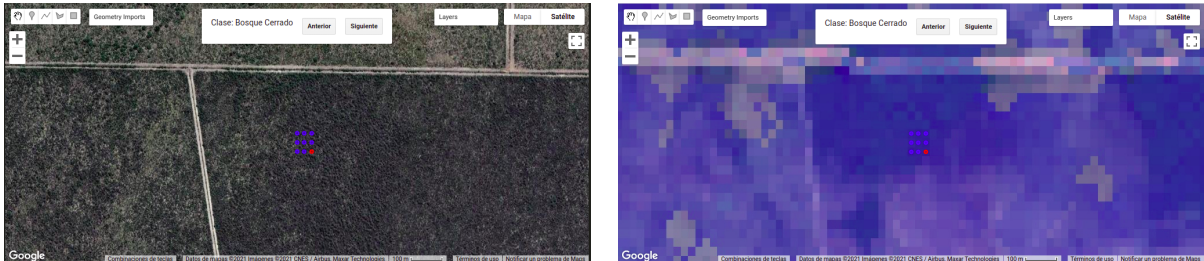 Geometry Imports
Clase: Bosque Cerrado
Anterior
Siguiente
Layers
Mapa
Satélite
Google
Combinaciones de teclas
Datos de mapas ©2021 Imágenes ©2021 CNES / Airbus, Maxar Technologies
100 m
Términos de uso
Notificar un problema de Maps
Geometry Imports
Clase: Bosque Cerrado
Anterior
Siguiente
Layers
Mapa
Satélite
Google
Combinaciones de teclas
Datos de mapas ©2021 Imágenes ©2021 CNES / Airbus, Maxar Technologies
100 m
Términos de uso
Notificar un problema de Maps